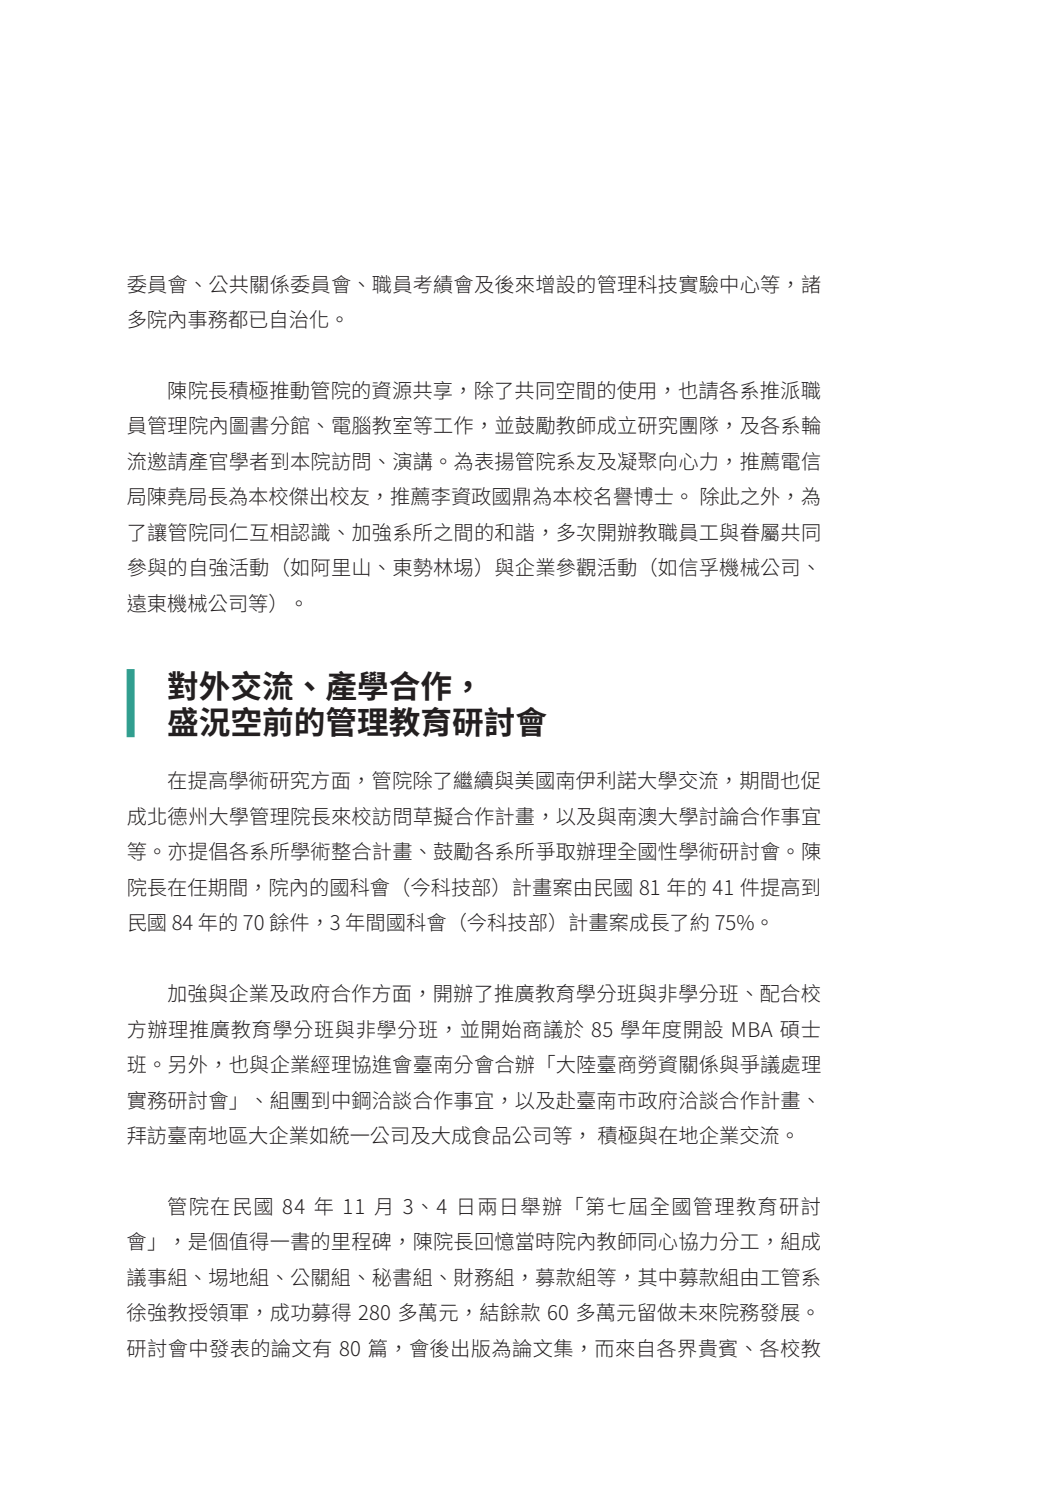 委員會、公共關係委員會、職員考績會及後來增設的管理科技實驗中心等，諸
多院內事務都已自治化。
陳院長積極推動管院的資源共享，除了共同空間的使用，也請各系推派職
員管理院內圖書分館、電腦教室等工作，並鼓勵教師成立研究團隊，及各系輪
流邀請產官學者到本院訪問、演講。為表揚管院系友及凝聚向心力，推薦電信
局陳堯局長為本校傑出校友，推薦李資政國鼎為本校名譽博士。 除此之外，為
了讓管院同仁互相認識、加強系所之間的和諧，多次開辦教職員工與眷屬共同
參與的自強活動（如阿里山、東勢林場）與企業參觀活動（如信孚機械公司、
遠東機械公司等）。
對外交流、產學合作，
盛況空前的管理教育研討會
在提高學術研究方面，管院除了繼續與美國南伊利諾大學交流，期間也促
成北德州大學管理院長來校訪問草擬合作計畫，以及與南澳大學討論合作事宜
等。亦提倡各系所學術整合計畫、鼓勵各系所爭取辦理全國性學術研討會。陳
院長在任期間，院內的國科會（今科技部）計畫案由民國 81 年的 41 件提高到
民國 84 年的 70 餘件，3 年間國科會（今科技部）計畫案成長了約 75%。
加強與企業及政府合作方面，開辦了推廣教育學分班與非學分班、配合校
方辦理推廣教育學分班與非學分班，並開始商議於 85 學年度開設 MBA 碩士
班。另外，也與企業經理協進會臺南分會合辦「大陸臺商勞資關係與爭議處理
實務研討會」、組團到中鋼洽談合作事宜，以及赴臺南市政府洽談合作計畫、
拜訪臺南地區大企業如統一公司及大成食品公司等， 積極與在地企業交流。
管院在民國 84 年 11 月 3、4 日兩日舉辦「第七屆全國管理教育研討
會」，是個值得一書的里程碑，陳院長回憶當時院內教師同心協力分工，組成
議事組、場地組、公關組、秘書組、財務組，募款組等，其中募款組由工管系
徐強教授領軍，成功募得 280 多萬元，結餘款 60 多萬元留做未來院務發展。
研討會中發表的論文有 80 篇，會後出版為論文集，而來自各界貴賓、各校教